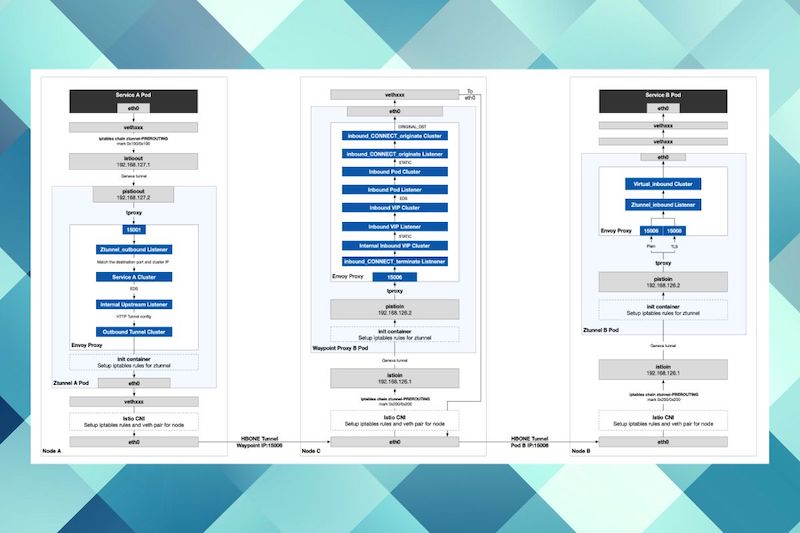 Service A Pod
eth0
vethxxx
iptables chain ztunnel-PREROUTING
mark 0x100/0x100
istioout
192.168.127.1
Geneva tunnel
pistioout
192.168.127.2
tproxy
15001
Ztunnel_outbound Listener
Match the destination port and cluster IP
Service A Cluster
EDS
Internal Upstream Listener
HTTP Tunnel config
Outbound Tunnel Cluster
Envoy Proxy
init container
Setup iptables rules for ztunnel
Ztunnel A Pod
eth0
vethxxx
Istio CNI
Setup iptables rules and veth pair for node
eth0
Node A
HBONE Tunnel
Waypoint IP:15006
vethxxx
To
eth0
eth0
ORIGINAL_DST
inbound_CONNECT_originate Cluster
inbound_CONNECT_originate Listener
STATIC
Inbound Pod Cluster
Inbound Pod Listener
EDS
Inbound VIP Cluster
Inbound VIP Listener
STATIC
Internal Inbound VIP Cluster
inbound_CONNECT_terminate Listnener
Envoy Proxy
15006
tproxy
pistioin
192.168.126.2
init container
Setup iptables rules for ztunnel
Waypoint Proxy B Pod
Geneva tunnel
istioin
192.168.126.1
iptables chain ztunnel-PREROUTING
mark 0x200/0x200
Istio CNI
Setup iptables rules and veth pair for node
eth0
Node C
HBONE Tunnel
Pod B IP:15008
Service B Pod
eth0
vethxxx
vethxxx
eth0
Virtual_inbound Cluster
Ztunnel_inbound Listener
Envoy Proxy
15006
15008
Plain
TLS
tproxy
pistioin
192.168.126.2
init container
Setup iptables rules for ztunnel
Ztunnel B Pod
Geneva tunnel
istioin
192.168.126.1
iptables chain ztunnel-PREROUTING
mark 0x200/0x200
Istio CNI
Setup iptables rules and veth pair for node
eth0
Node B